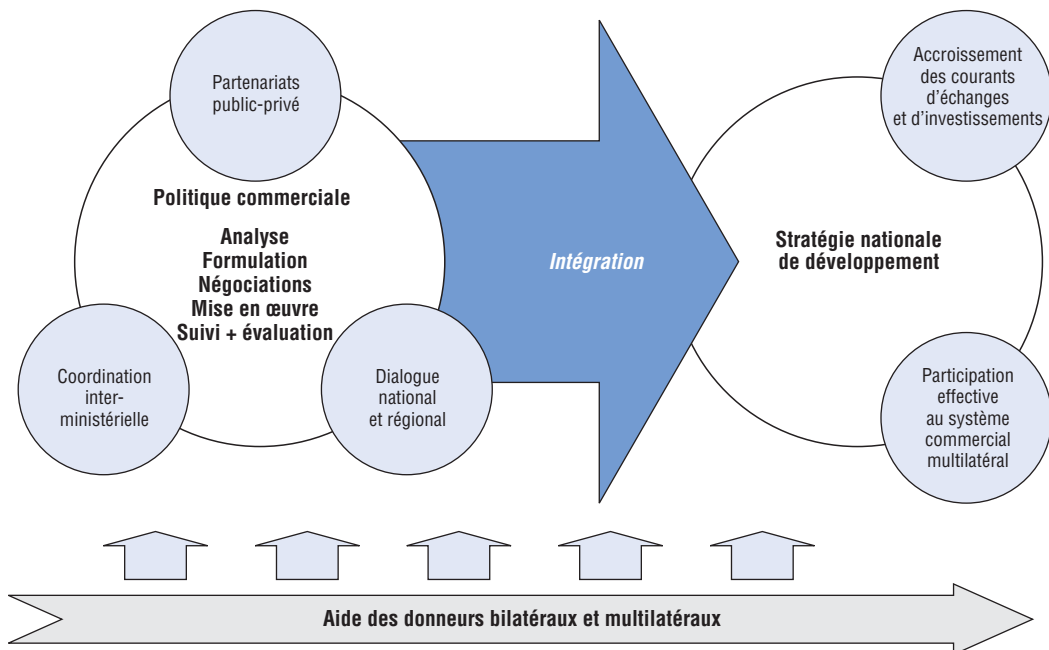 Partenariats
public-privé
Politique commerciale
Analyse
Formulation
Négociations
Mise en œuvre
Suivi + évaluation
Coordination
inter-
ministérielle
Dialogue
national
et régional
Intégration
Accroissement
des courants
d'échanges
et d'investissements
Stratégie nationale
de développement
Participation
effective
au système
commercial
multilatéral
Aide des donneurs bilatéraux et multilatéraux